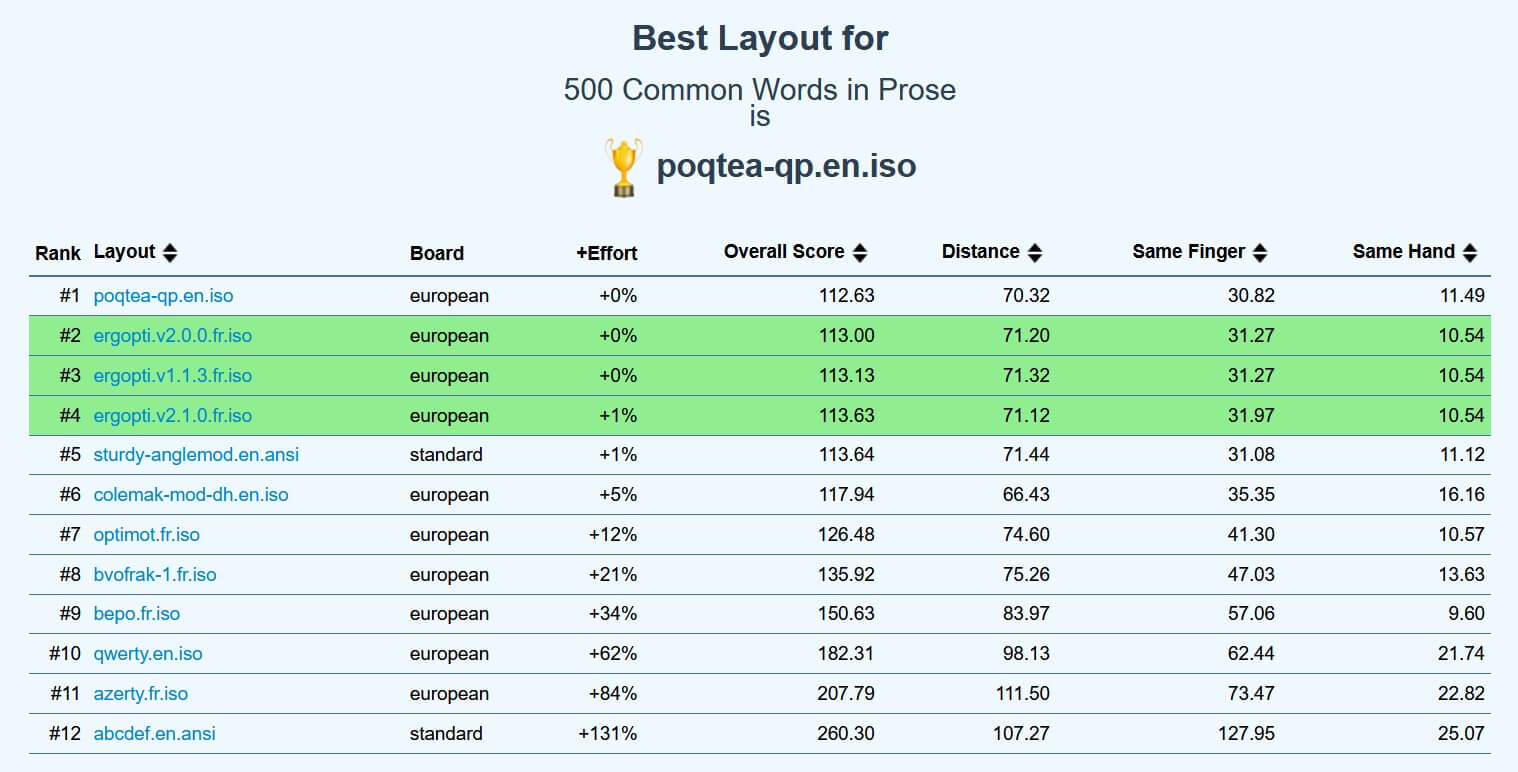 Best Layout for
500 Common Words in Prose
is
poqtea-qp.en.iso
Rank Layout Board +Effort Overall Score Distance Same Finger Same Hand
#1 poqtea-qp.en.iso european +0% 112.63 70.32 30.82 11.49
#2 ergopti.v2.0.0.fr.iso european +0% 113.00 71.20 31.27 10.54
#3 ergopti.v1.1.3.fr.iso european +0% 113.13 71.32 31.27 10.54
#4 ergopti.v2.1.0.fr.iso european +1% 113.63 71.12 31.97 10.54
#5 sturdy-anglemod.en.ansi standard +1% 113.64 71.44 31.08 11.12
#6 colemak-mod-dh.en.iso european +5% 117.94 66.43 35.35 16.16
#7 optimot.fr.iso european +12% 126.48 74.60 41.30 10.57
#8 bvofrak-1.fr.iso european +21% 135.92 75.26 47.03 13.63
#9 bepo.fr.iso european +34% 150.63 83.97 57.06 9.60
#10 qwerty.en.iso european +62% 182.31 98.13 62.44 21.74
#11 azerty.fr.iso european +84% 207.79 111.50 73.47 22.82
#12 abcdef.en.ansi standard +131% 260.30 107.27 127.95 25.07